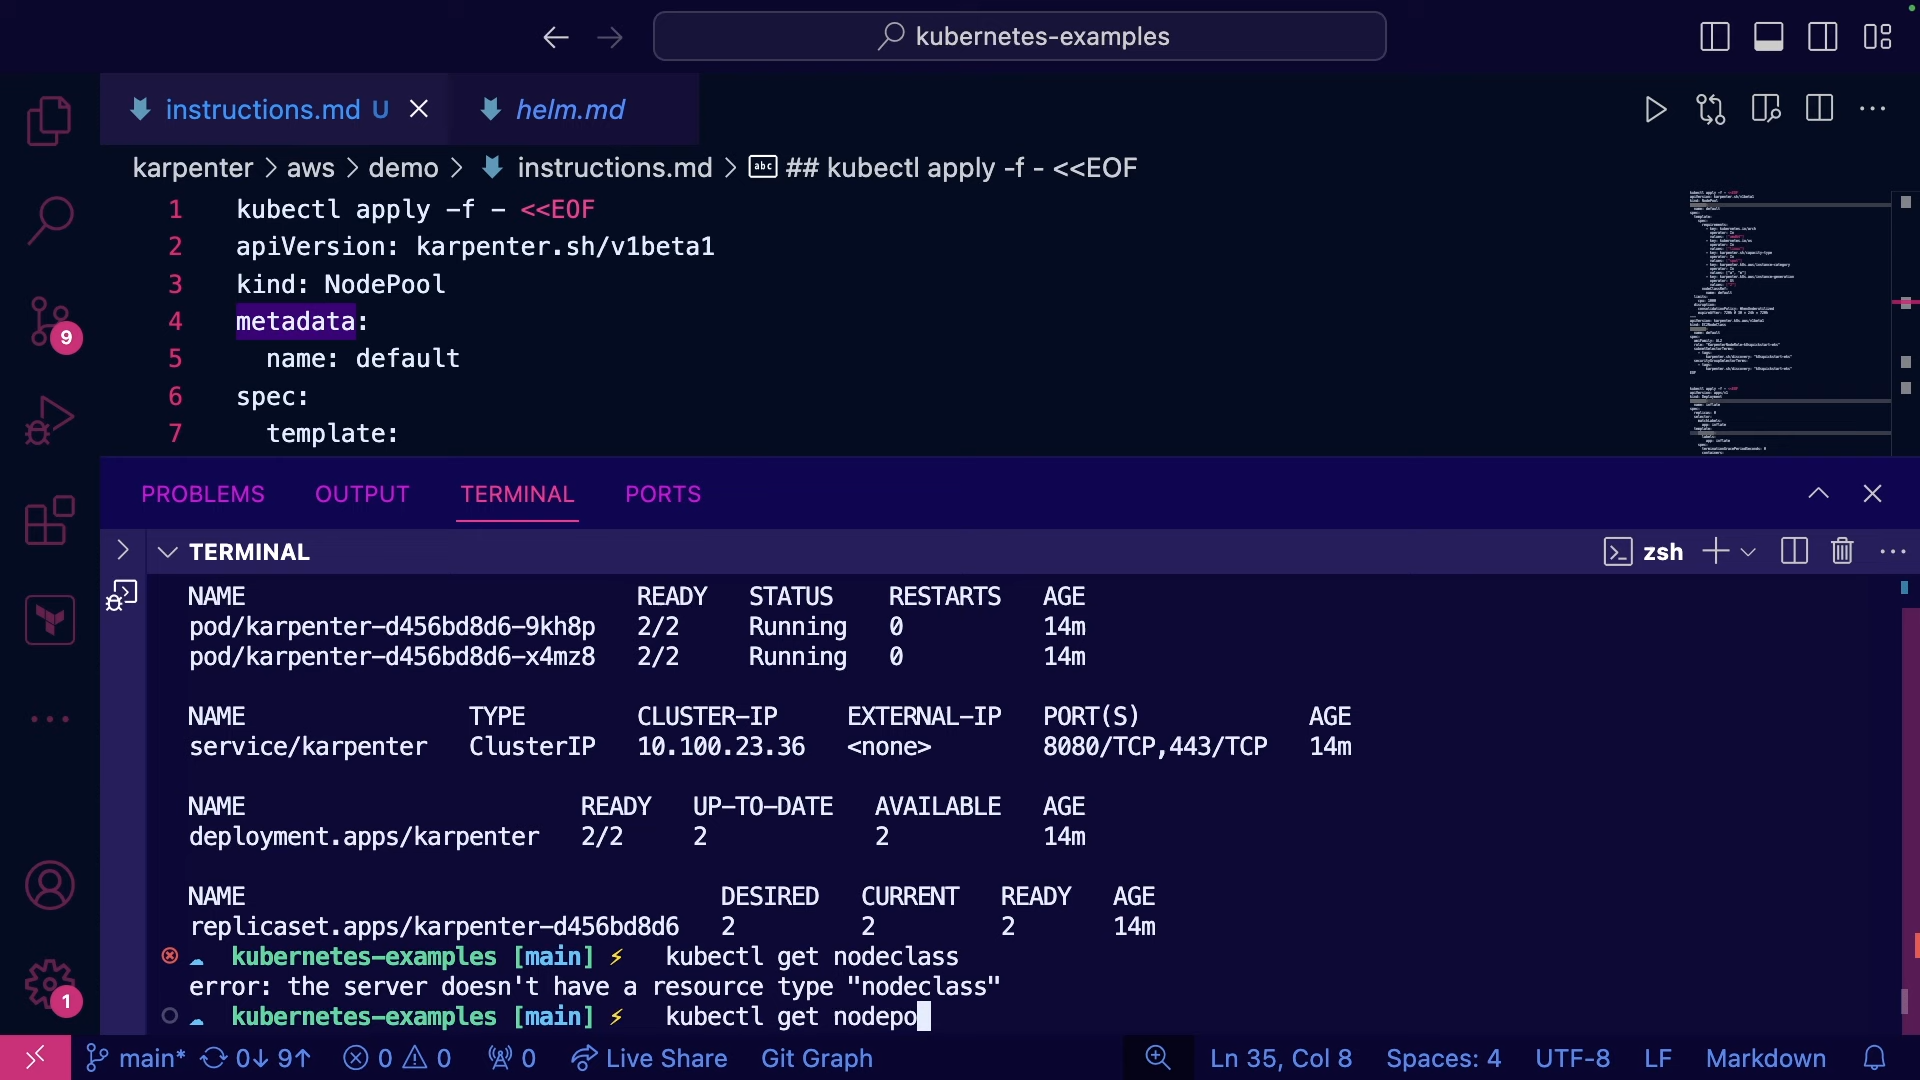 kubernetes-examples
instructions.md U
helm.md
karpenter > aws > demo > instructions.md > abc ## kubectl apply -f - <<EOF
1 kubectl apply -f - <<EOF
2 apiVersion: karpenter.sh/v1beta1
3 kind: NodePool
4 metadata:
5 name: default
6 spec:
7 template:
9
1
PROBLEMS OUTPUT TERMINAL PORTS
TERMINAL
zsh
NAME READY STATUS RESTARTS AGE
pod/karpenter-d456bd8d6-9kh8p 2/2 Running 0 14m
pod/karpenter-d456bd8d6-x4mz8 2/2 Running 0 14m
NAME TYPE CLUSTER-IP EXTERNAL-IP PORT(S) AGE
service/karpenter ClusterIP 10.100.23.36 <none> 8080/TCP,443/TCP 14m
NAME READY UP-TO-DATE AVAILABLE AGE
deployment.apps/karpenter 2/2 2 2 14m
NAME DESIRED CURRENT READY AGE
replicaset.apps/karpenter-d456bd8d6 2 2 2 14m
kubernetes-examples [main] ⚡ kubectl get nodeclass
error: the server doesn't have a resource type "nodeclass"
kubernetes-examples [main] ⚡ kubectl get nodepo
main* 0↓ 9↑ 0 0 0 Live Share Git Graph Ln 35, Col 8 Spaces: 4 UTF-8 LF Markdown